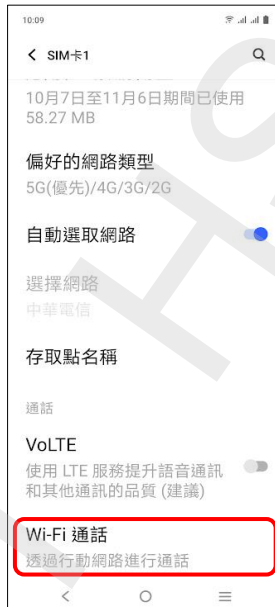 10:09
SIM卡1
10月7日至11月6日期間已使用
58.27 MB
偏好的網路類型
5G(優先)/4G/3G/2G
自動選取網路
選擇網路
中華電信
存取點名稱
通話
VoLTE
使用 LTE 服務提升語音通訊
和其他通訊的品質 (建議)
Wi-Fi 通話
透過行動網路進行通話